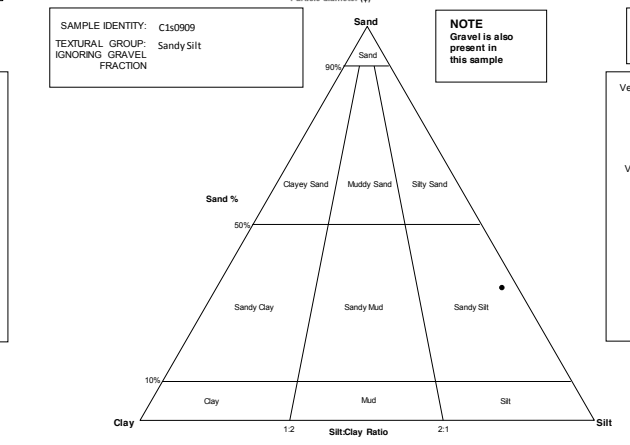 Particle diameter (φ)
SAMPLE IDENTITY: C1s0909
TEXTURAL GROUP: Sandy Silt
IGNORING GRAVEL
FRACTION
NOTE
Gravel is also
present in
this sample
Sand
Sand
90%
Clayey Sand Muddy Sand Silty Sand
Sand %
50%
Sandy Clay Sandy Mud Sandy Silt
10%
Clay Mud Silt
Clay Silt
1:2 Silt:Clay Ratio 2:1